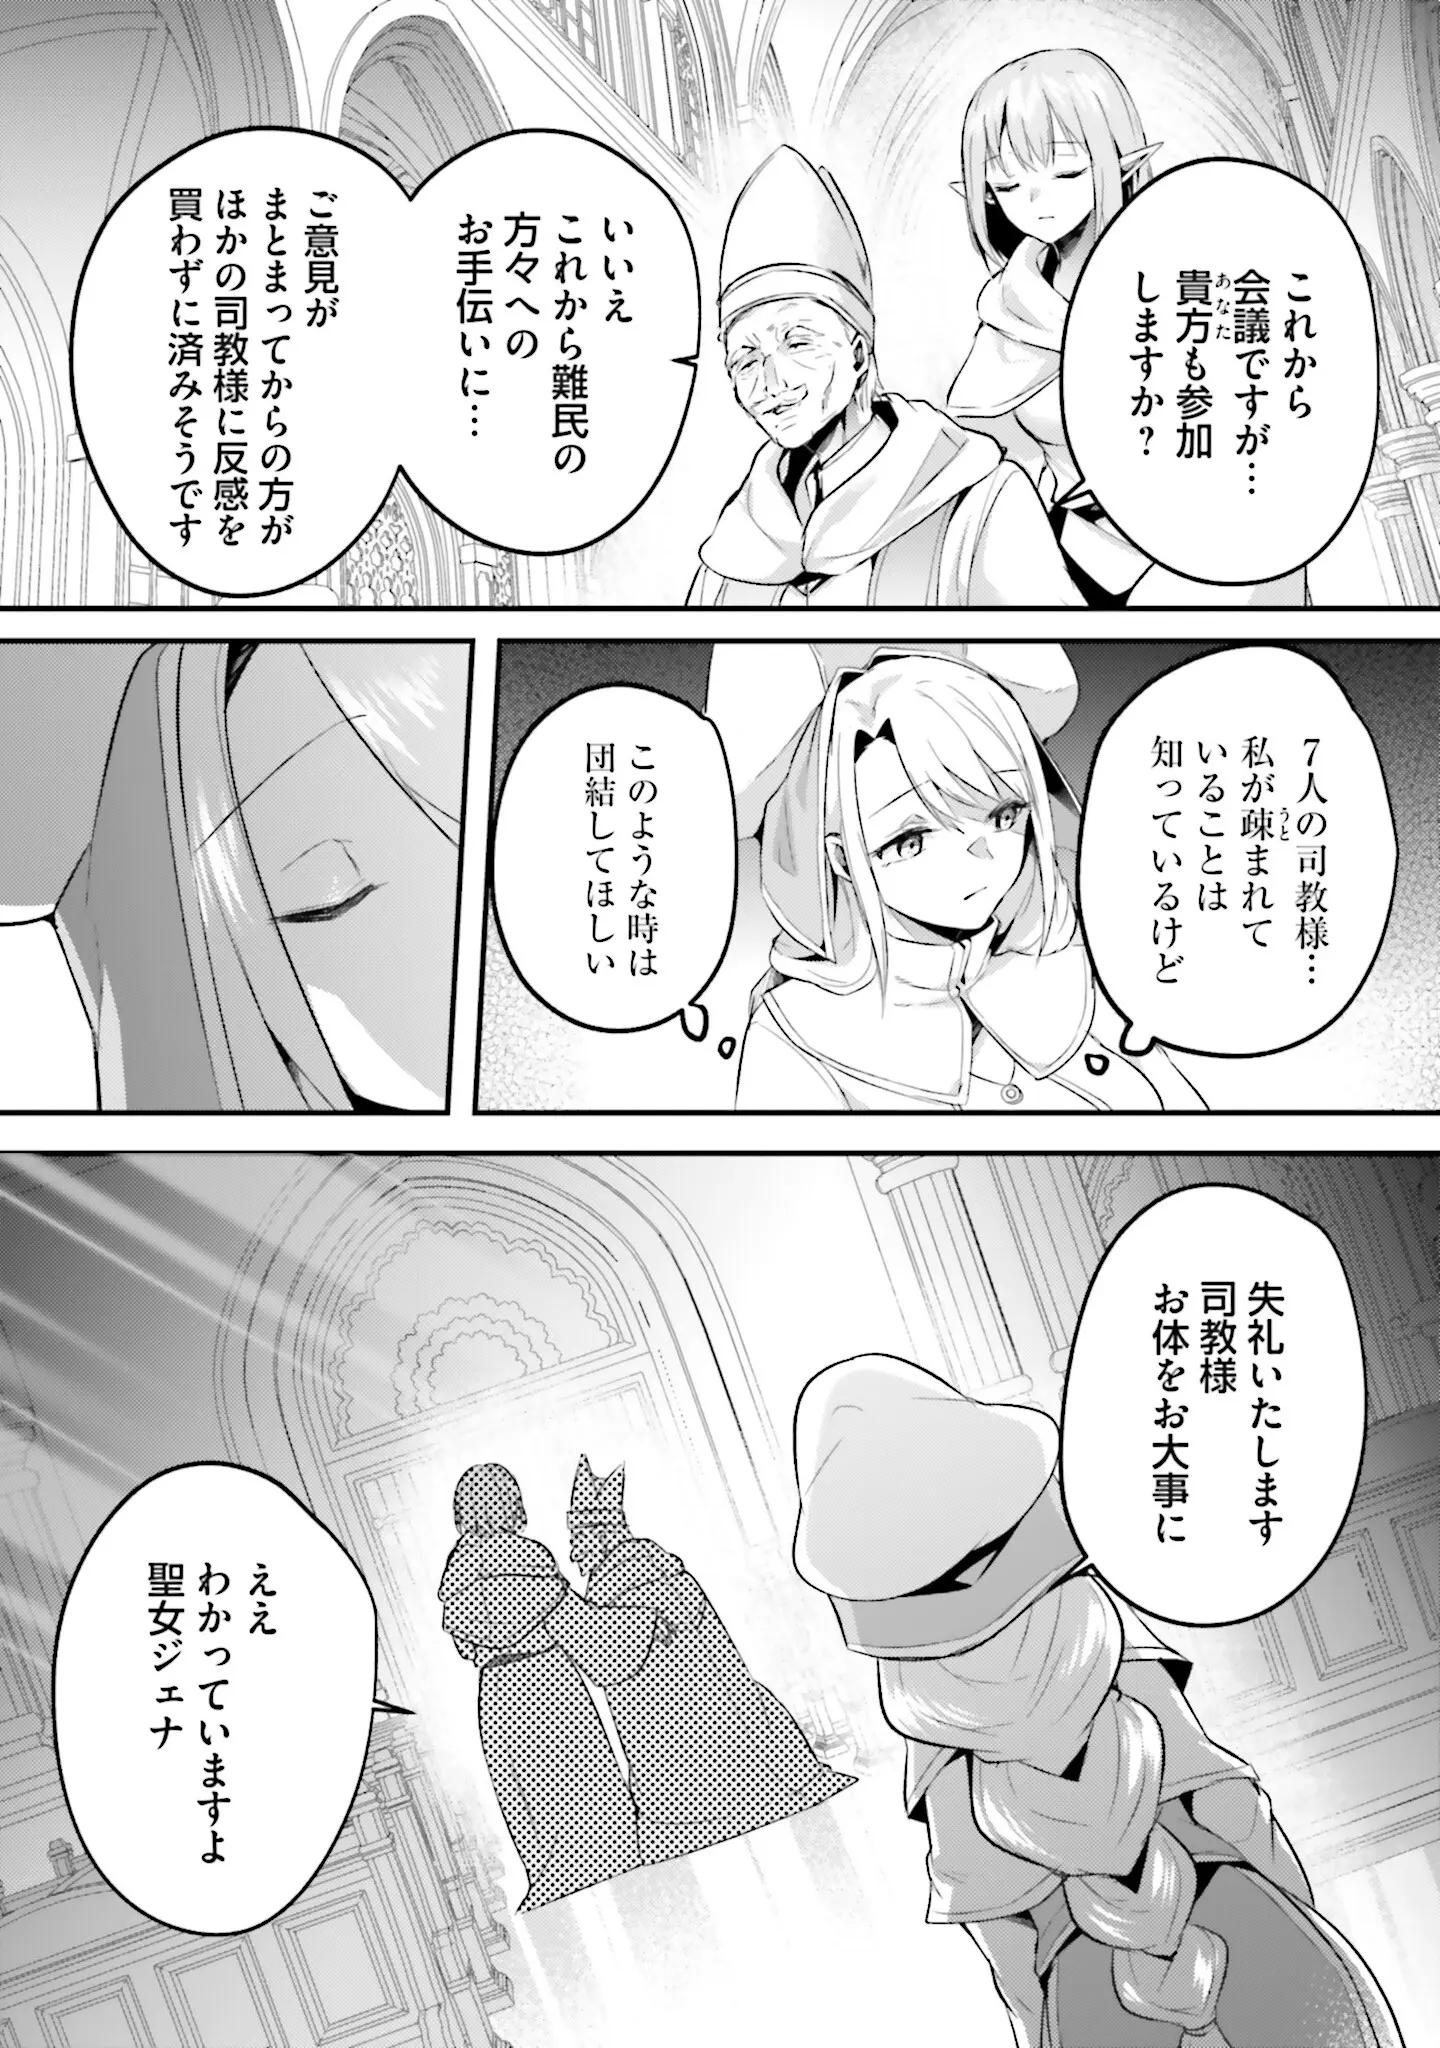 これから
会議ですが…
貴方も参加
あなた
しますか？
いいえ
これから難民の
方々への
お手伝いに…
ご意見が
まとまってからの方が
ほかの司教様に反感を
買わずに済みそうです
7人の司教様…
私が疎まれて
うと
いることは
知っているけど
このような時は
団結してほしい
失礼いたします
司教様
お体をお大事に
ええ
わかっていますよ
聖女ジェナ